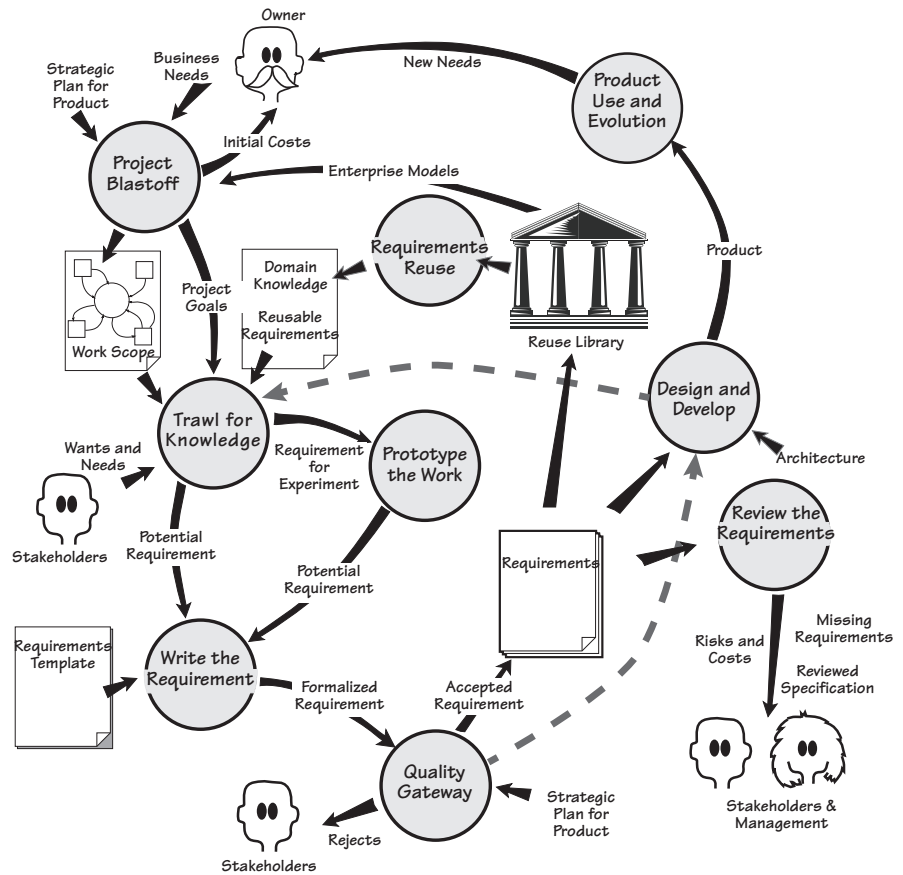 Owner
Strategic
Plan for
Product
Business
Needs
New Needs
Product
Use and
Evolution
Initial Costs
Project
Blastoff
Enterprise Models
Requirements
Reuse
Product
Domain
Knowledge
Reusable
Requirements
Project
Goals
Work Scope
Reuse Library
Design and
Develop
Trawl for
Knowledge
Wants and
Needs
Requirement
for
Experiment
Prototype
the Work
Architecture
Review the
Requirements
Stakeholders
Potential
Requirement
Potential
Requirement
Requirements
Requirements
Template
Write the
Requirement
Formalized
Requirement
Accepted
Requirement
Risks and
Costs
Missing
Requirements
Reviewed
Specification
Quality
Gateway
Strategic
Plan for
Product
Rejects
Stakeholders
Stakeholders &
Management